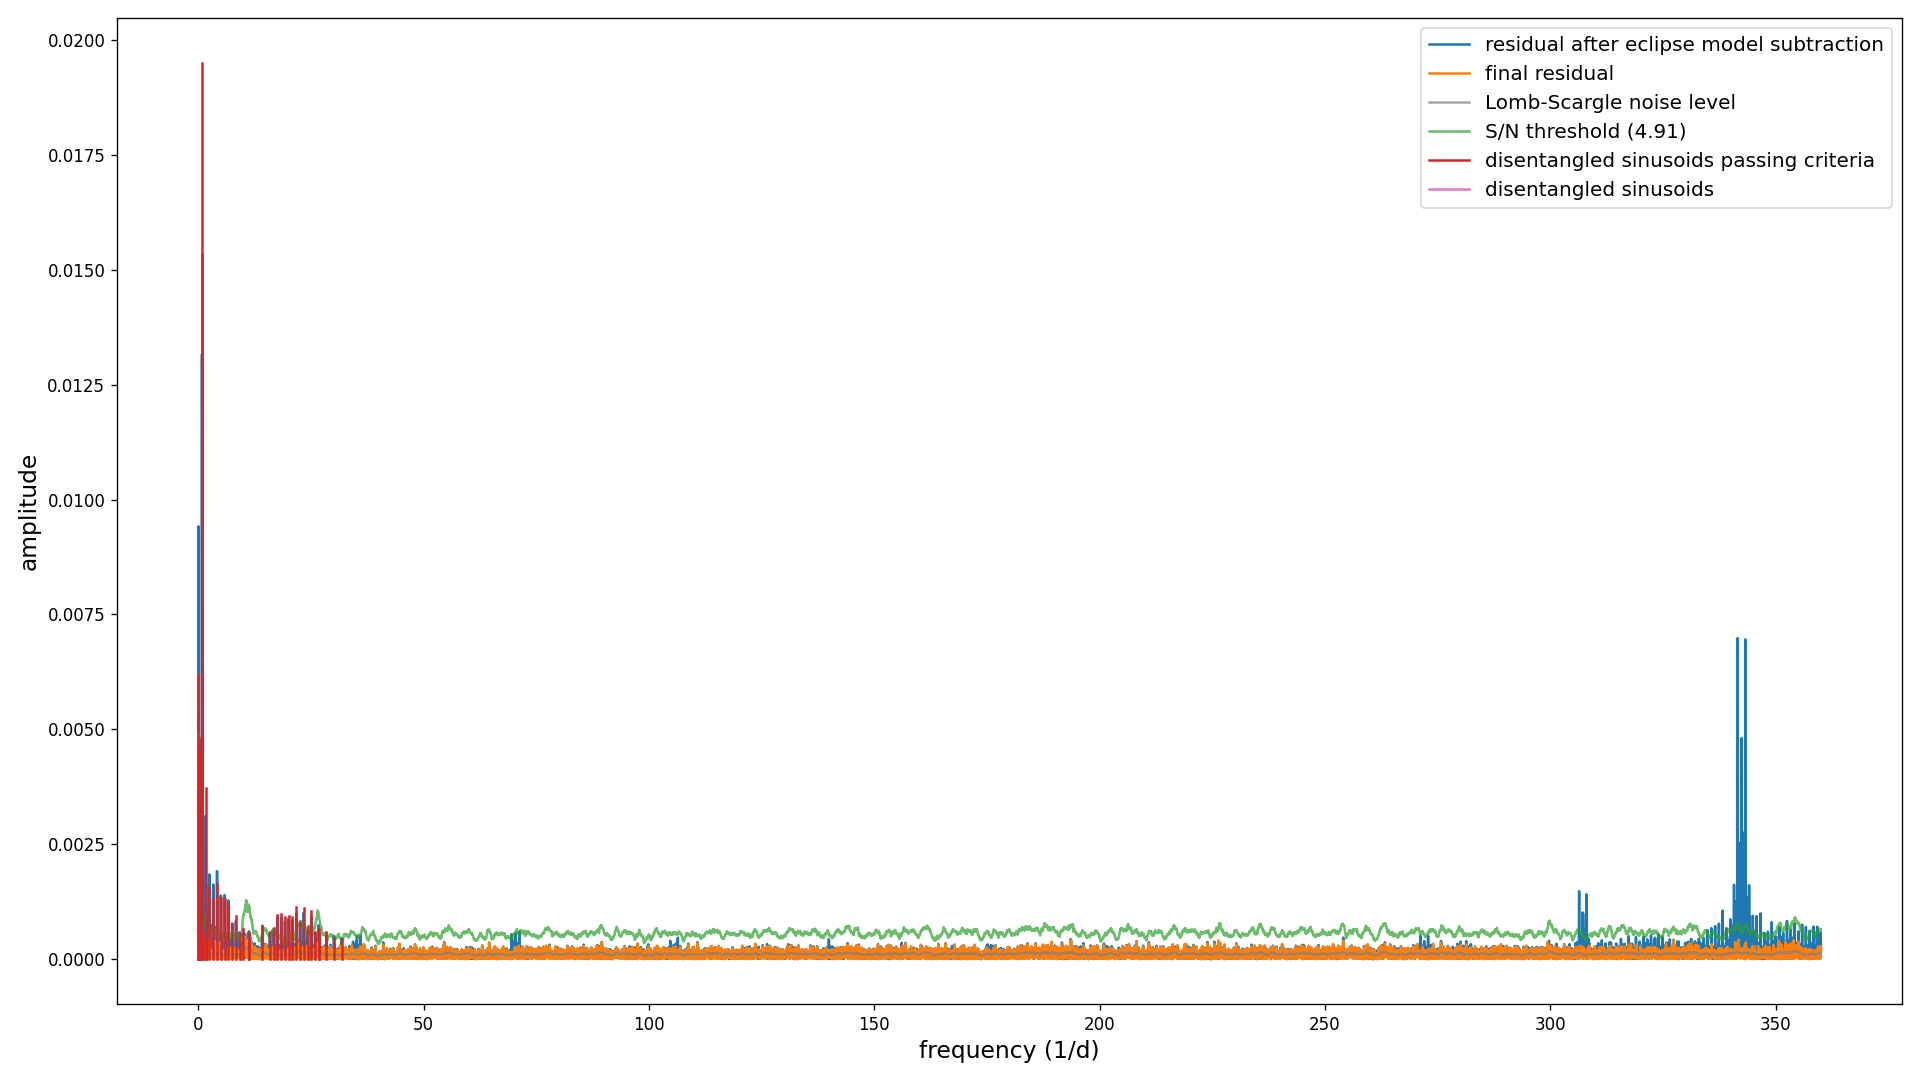 residual after eclipse model subtraction
final residual
Lomb-Scargle noise level
S/N threshold (4.91)
disentangled sinusoids passing criteria
disentangled sinusoids
0.0200
0.0175
0.0150
0.0125
0.0100
0.0075
0.0050
0.0025
0.0000
amplitude
0 50 100 150 200 250 300 350
frequency (1/d)